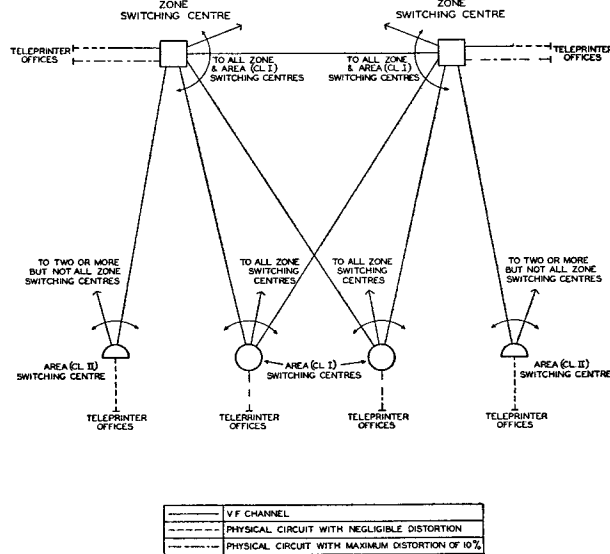 ZONE
SWITCHING CENTRE
ZONE
SWITCHING CENTRE
TELEPRINTER
OFFICES
TO ALL ZONE
& AREA (CL I)
SWITCHING CENTRES
TO ALL ZONE
& AREA (CL I)
SWITCHING CENTRES
TELEPRINTER
OFFICES
TO TWO OR MORE
BUT NOT ALL ZONE
SWITCHING CENTRES
TO ALL ZONE
SWITCHING
CENTRES
TO ALL ZONE
SWITCHING
CENTRES
TO TWO OR MORE
BUT NOT ALL ZONE
SWITCHING CENTRES
AREA (CL II)
SWITCHING CENTRE
AREA (CL I)
SWITCHING CENTRES
AREA (CL II)
SWITCHING CENTRE
TELEPRINTER
OFFICES
TELEPRINTER
OFFICES
TELEPRINTER
OFFICES
TELEPRINTER
OFFICES
V F CHANNEL
PHYSICAL CIRCUIT WITH NEGLIGIBLE DISTORTION
PHYSICAL CIRCUIT WITH MAXIMUM DISTORTION OF 10%